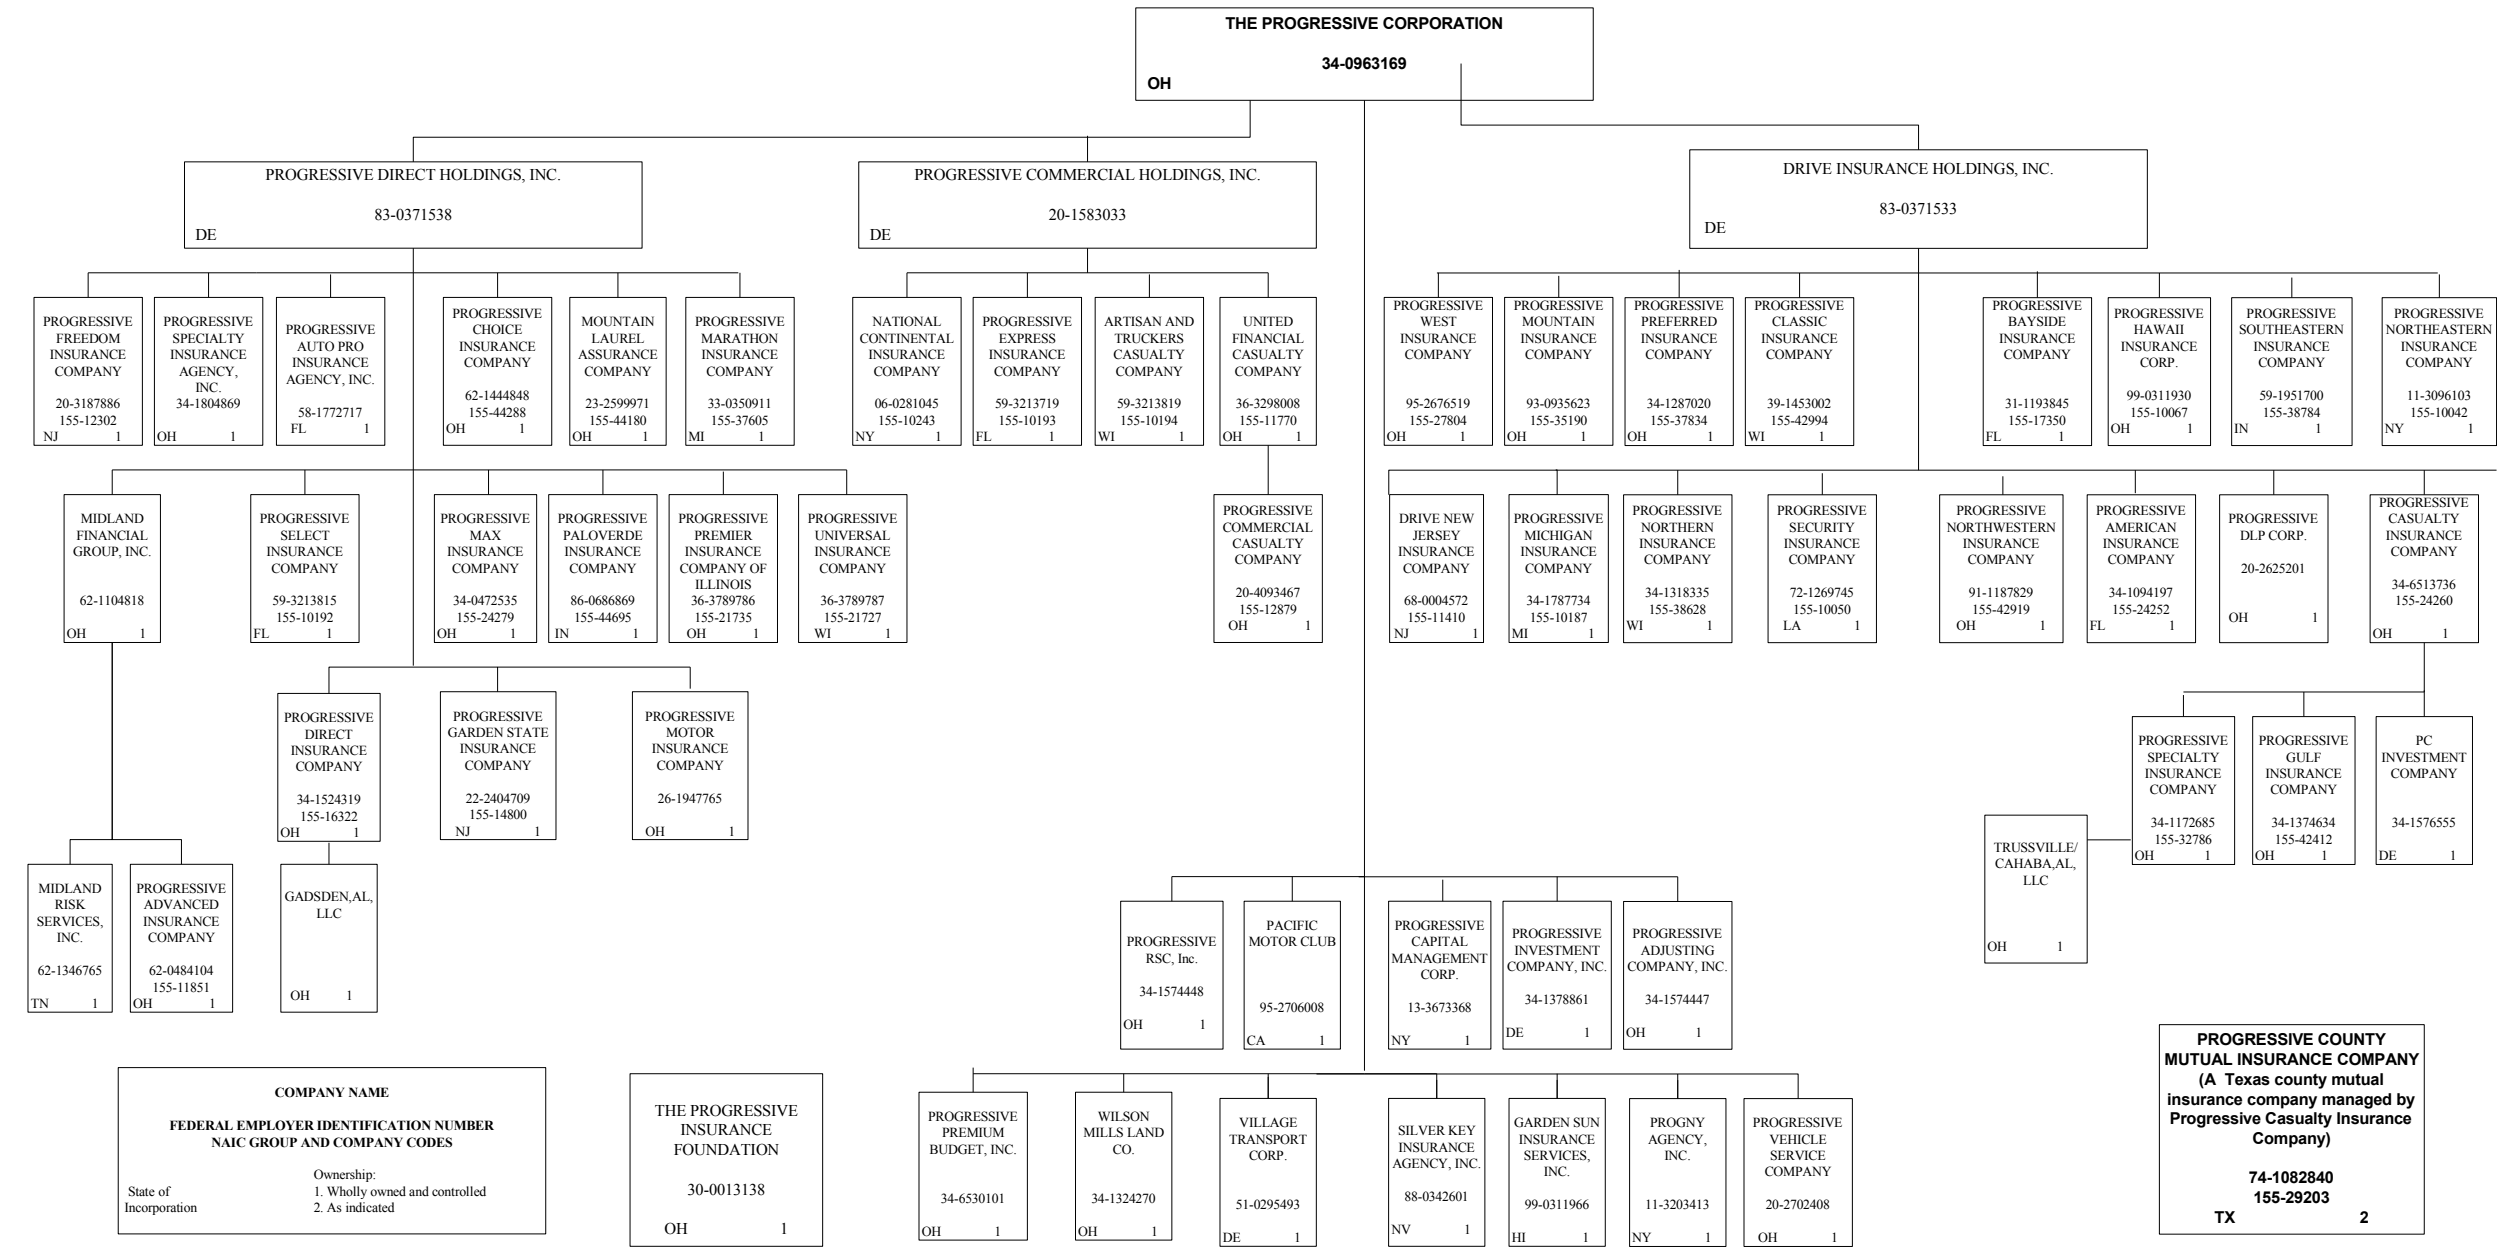 THE PROGRESSIVE CORPORATION
34-0963169
OH
PROGRESSIVE DIRECT HOLDINGS, INC.
83-0371538
DE
PROGRESSIVE COMMERCIAL HOLDINGS, INC.
20-1583033
DE
DRIVE INSURANCE HOLDINGS, INC.
83-0371533
DE
PROGRESSIVE
FREEDOM
INSURANCE
COMPANY
20-3187886
155-12302
NJ 1
PROGRESSIVE
SPECIALTY
INSURANCE
AGENCY,
INC.
34-1804869
OH 1
PROGRESSIVE
AUTO PRO
INSURANCE
AGENCY, INC.
58-1772717
FL 1
PROGRESSIVE
CHOICE
INSURANCE
COMPANY
62-1444848
155-44288
OH 1
MOUNTAIN
LAUREL
ASSURANCE
COMPANY
23-2599971
155-44180
OH 1
PROGRESSIVE
MARATHON
INSURANCE
COMPANY
33-0350911
155-37605
MI 1
NATIONAL
CONTINENTAL
INSURANCE
COMPANY
06-0281045
155-10243
NY 1
PROGRESSIVE
EXPRESS
INSURANCE
COMPANY
59-3213719
155-10193
FL 1
ARTISAN AND
TRUCKERS
CASUALTY
COMPANY
59-3213819
155-10194
WI 1
UNITED
FINANCIAL
CASUALTY
COMPANY
36-3298008
155-11770
OH 1
PROGRESSIVE
WEST
INSURANCE
COMPANY
95-2676519
155-27804
OH 1
PROGRESSIVE
MOUNTAIN
INSURANCE
COMPANY
93-0935623
155-35190
OH 1
PROGRESSIVE
PREFERRED
INSURANCE
COMPANY
34-1287020
155-37834
OH 1
PROGRESSIVE
CLASSIC
INSURANCE
COMPANY
39-1453002
155-42994
WI 1
PROGRESSIVE
BAYSIDE
INSURANCE
COMPANY
31-1193845
155-17350
FL 1
PROGRESSIVE
HAWAII
INSURANCE
CORP.
99-0311930
155-10067
OH 1
PROGRESSIVE
SOUTHEASTERN
INSURANCE
COMPANY
59-1951700
155-38784
IN 1
PROGRESSIVE
NORTHEASTERN
INSURANCE
COMPANY
11-3096103
155-10042
NY 1
MIDLAND
FINANCIAL
GROUP, INC.
62-1104818
OH 1
PROGRESSIVE
SELECT
INSURANCE
COMPANY
59-3213815
155-10192
FL 1
PROGRESSIVE
MAX
INSURANCE
COMPANY
34-0472535
155-24279
OH 1
PROGRESSIVE
PALOVERDE
INSURANCE
COMPANY
86-0686869
155-44695
IN 1
PROGRESSIVE
PREMIER
INSURANCE
COMPANY OF
ILLINOIS
36-3789786
155-21735
OH 1
PROGRESSIVE
UNIVERSAL
INSURANCE
COMPANY
36-3789787
155-21727
WI 1
PROGRESSIVE
COMMERCIAL
CASUALTY
COMPANY
20-4093467
155-12879
OH 1
DRIVE NEW
JERSEY
INSURANCE
COMPANY
68-0004572
155-11410
NJ 1
PROGRESSIVE
MICHIGAN
INSURANCE
COMPANY
34-1787734
155-10187
MI 1
PROGRESSIVE
NORTHERN
INSURANCE
COMPANY
34-1318335
155-38628
WI 1
PROGRESSIVE
SECURITY
INSURANCE
COMPANY
72-1269745
155-10050
LA 1
PROGRESSIVE
NORTHWESTERN
INSURANCE
COMPANY
91-1187829
155-42919
OH 1
PROGRESSIVE
AMERICAN
INSURANCE
COMPANY
34-1094197
155-24252
FL 1
PROGRESSIVE
DLP CORP.
20-2625201
OH 1
PROGRESSIVE
CASUALTY
INSURANCE
COMPANY
34-6513736
155-24260
OH 1
PROGRESSIVE
DIRECT
INSURANCE
COMPANY
34-1524319
155-16322
OH 1
PROGRESSIVE
GARDEN STATE
INSURANCE
COMPANY
22-2404709
155-14800
NJ 1
PROGRESSIVE
MOTOR
INSURANCE
COMPANY
26-1947765
OH 1
PROGRESSIVE
SPECIALTY
INSURANCE
COMPANY
34-1172685
155-32786
OH 1
PROGRESSIVE
GULF
INSURANCE
COMPANY
34-1374634
155-42412
OH 1
PC
INVESTMENT
COMPANY
34-1576555
DE 1
TRUSSVILLE/
CAHABA,AL,
LLC
OH 1
MIDLAND
RISK
SERVICES,
INC.
62-1346765
TN 1
PROGRESSIVE
ADVANCED
INSURANCE
COMPANY
62-0484104
155-11851
OH 1
GADSDEN,AL,
LLC
OH 1
PROGRESSIVE
RSC, Inc.
34-1574448
OH 1
PACIFIC
MOTOR CLUB
95-2706008
CA 1
PROGRESSIVE
CAPITAL
MANAGEMENT
CORP.
13-3673368
NY 1
PROGRESSIVE
INVESTMENT
COMPANY, INC.
34-1378861
DE 1
PROGRESSIVE
ADJUSTING
COMPANY, INC.
34-1574447
OH 1
COMPANY NAME
FEDERAL EMPLOYER IDENTIFICATION NUMBER
NAIC GROUP AND COMPANY CODES
Ownership:
State of
Incorporation
1. Wholly owned and controlled
2. As indicated
THE PROGRESSIVE
INSURANCE
FOUNDATION
30-0013138
OH 1
PROGRESSIVE
PREMIUM
BUDGET, INC.
34-6530101
OH 1
WILSON
MILLS LAND
CO.
34-1324270
OH 1
VILLAGE
TRANSPORT
CORP.
51-0295493
DE 1
SILVER KEY
INSURANCE
AGENCY, INC.
88-0342601
NV 1
GARDEN SUN
INSURANCE
SERVICES,
INC.
99-0311966
HI 1
PROGNY
AGENCY,
INC.
11-3203413
NY 1
PROGRESSIVE
VEHICLE
SERVICE
COMPANY
20-2702408
OH 1
PROGRESSIVE COUNTY
MUTUAL INSURANCE COMPANY
(A Texas county mutual
insurance company managed by
Progressive Casualty Insurance
Company)
74-1082840
155-29203
TX 2